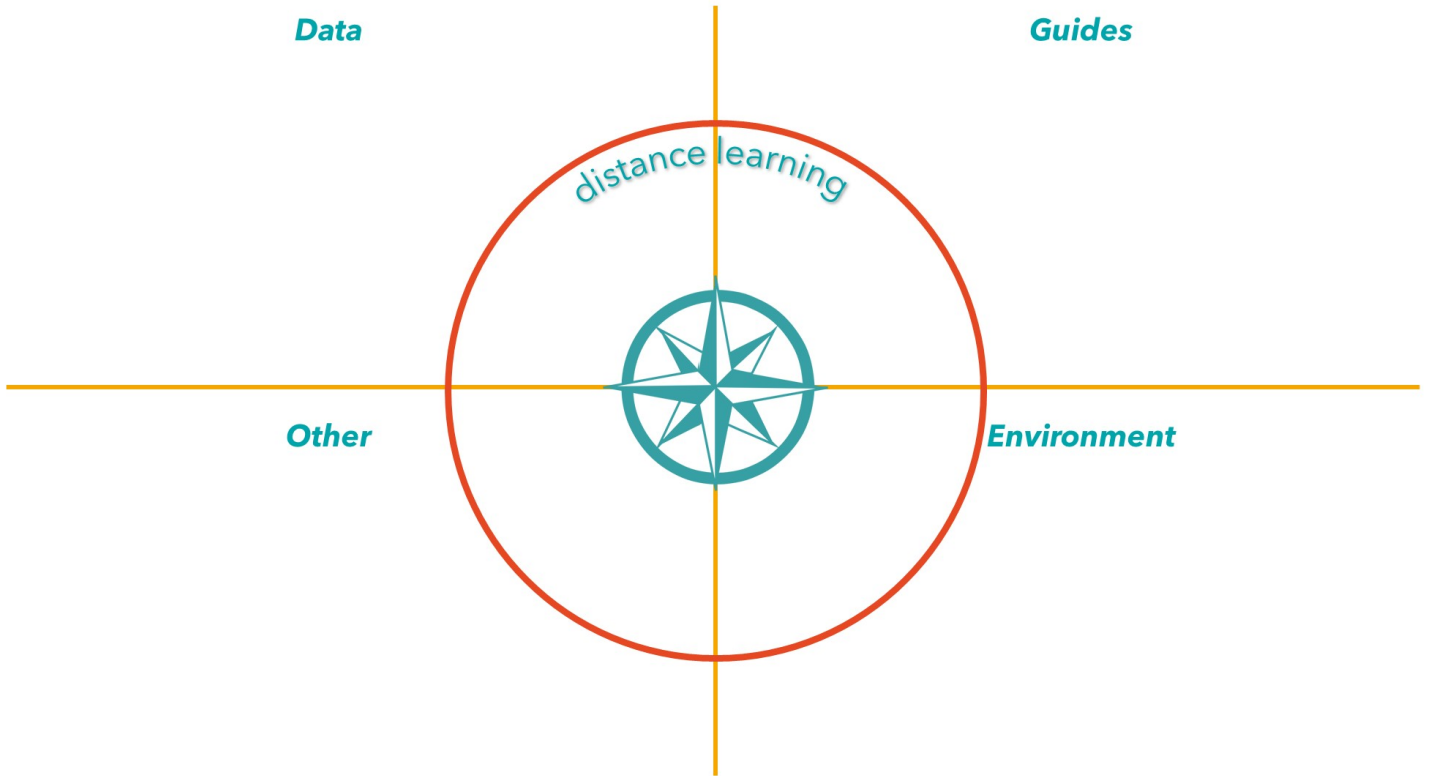 Data
Guides
distance learning
Other
Environment